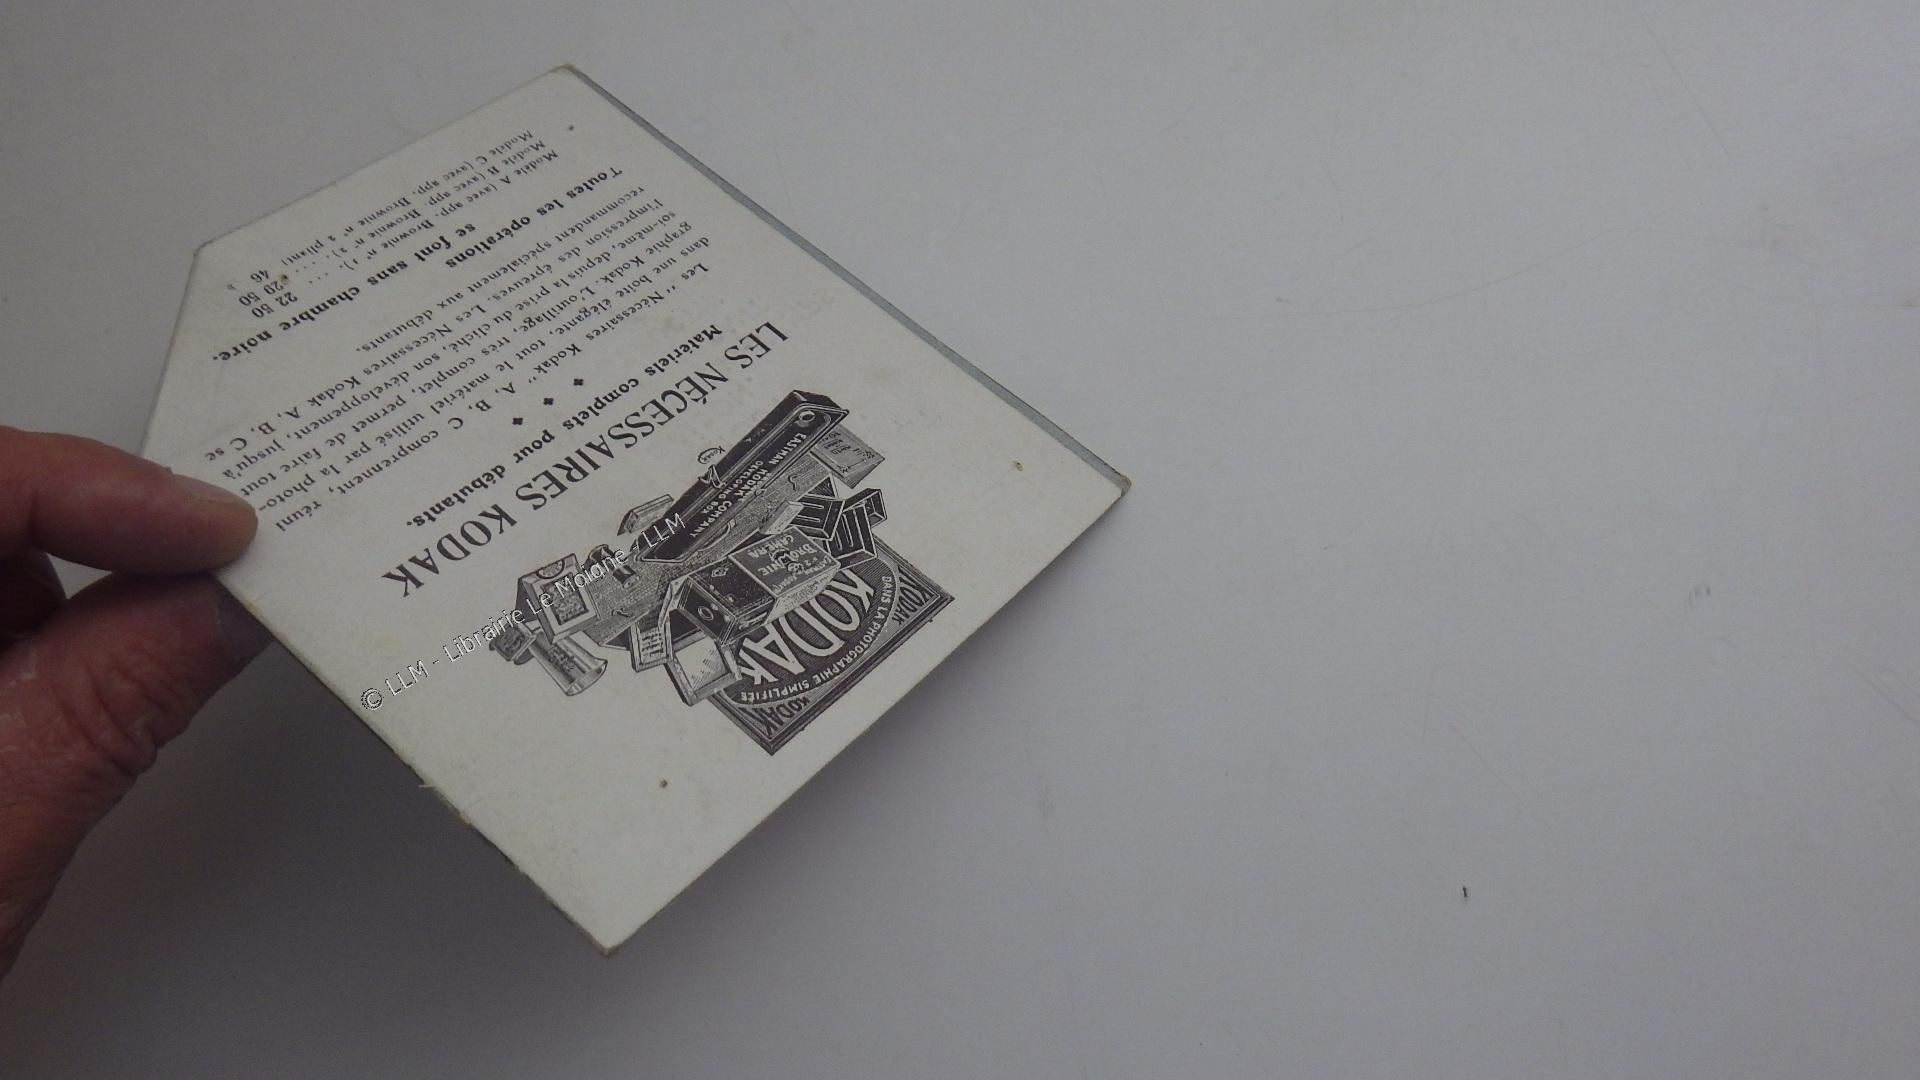 KODAK
KODAK
DANS LA PHOTOGRAPHIE SIMPLIFIÉE
KODAK
BROWNIE
CAMERA
EASTMAN KODAK COMPANY
DEVELOPING BOX
LES NÉCESSAIRES KODAK
Matériels complets pour débutants.
Les " Nécessaires Kodak " A, B, C comprennent, réuni
dans une boîte élégante, tout le matériel utilisé par la photo-
graphie Kodak. L'outillage, très complet, permet de faire tout
soi-même, depuis la prise du cliché, son développement, jusqu'à
l'impression des épreuves. Les Nécessaires Kodak A, B, C se
recommandent spécialement aux débutants.
Toutes les opérations
se font sans chambre noire.
Modèle A (avec app. Brownie n° 1). ... 22 50
Modèle B (avec app. Brownie n° 2). ... 29 50
Modèle C (avec app. Brownie n° 2 pliant) ... 46 »
© LLM - Librairie Le Moiane - LLM